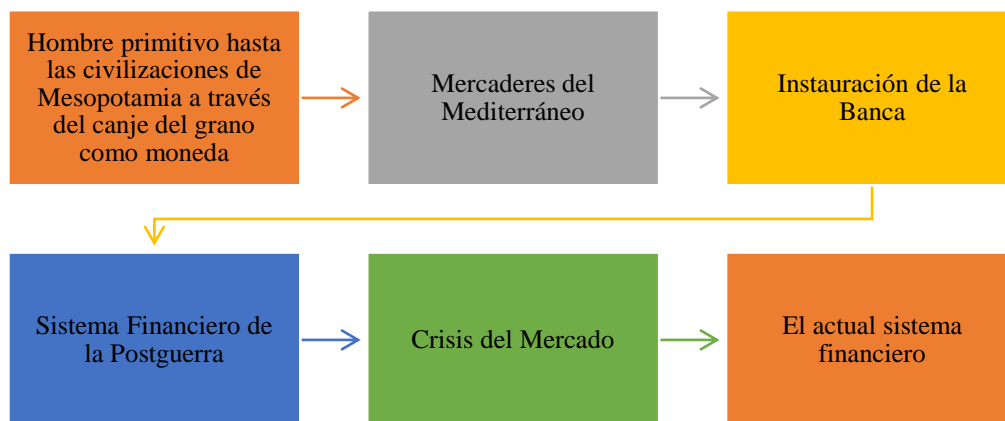 Hombre primitivo hasta
las civilizaciones de
Mesopotamia a través
del canje del grano
como moneda
Mercaderes del
Mediterráneo
Instauración de la
Banca
Sistema Financiero de
la Postguerra
Crisis del Mercado
El actual sistema
financiero